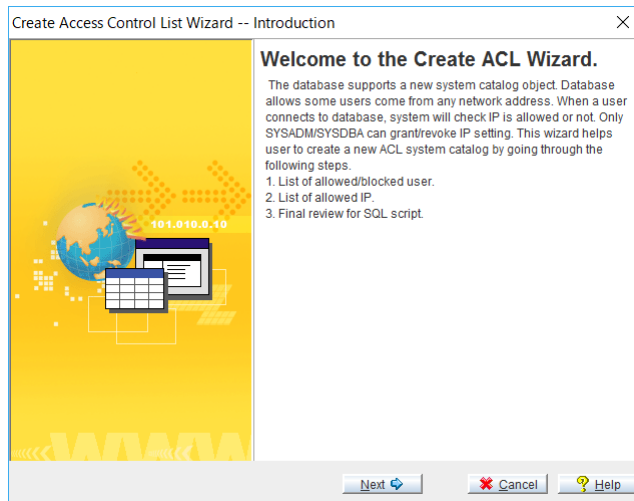 Create Access Control List Wizard -- Introduction
Welcome to the Create ACL Wizard.
The database supports a new system catalog object. Database
allows some users come from any network address. When a user
connects to database, system will check IP is allowed or not. Only
SYSADM/SYSDBA can grant/revoke IP setting. This wizard helps
user to create a new ACL system catalog by going through the
following steps.
1. List of allowed/blocked user.
2. List of allowed IP.
3. Final review for SQL script.
101.010.0.10
WWW
Next
Cancel
Help